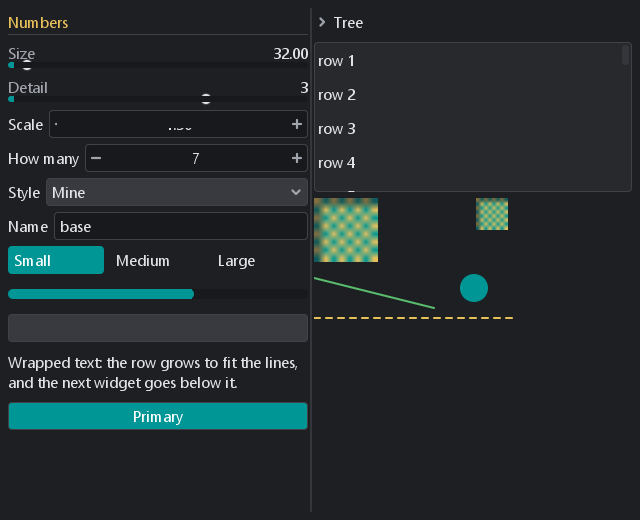 Numbers
Size 32.00
Detail 3
Scale
How many 7
Style Mine
Name base
Small Medium Large
Wrapped text: the row grows to fit the lines,
and the next widget goes below it.
Primary
Tree
row 1
row 2
row 3
row 4